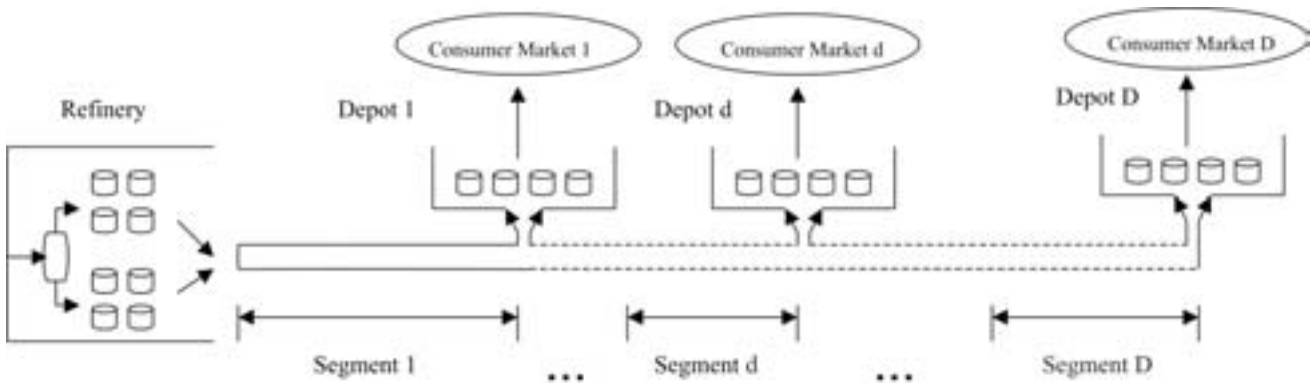 Consumer Market 1
Consumer Market d
Consumer Market D
Refinery
Depot 1
Depot d
Depot D
Segment 1
...
Segment d
...
Segment D